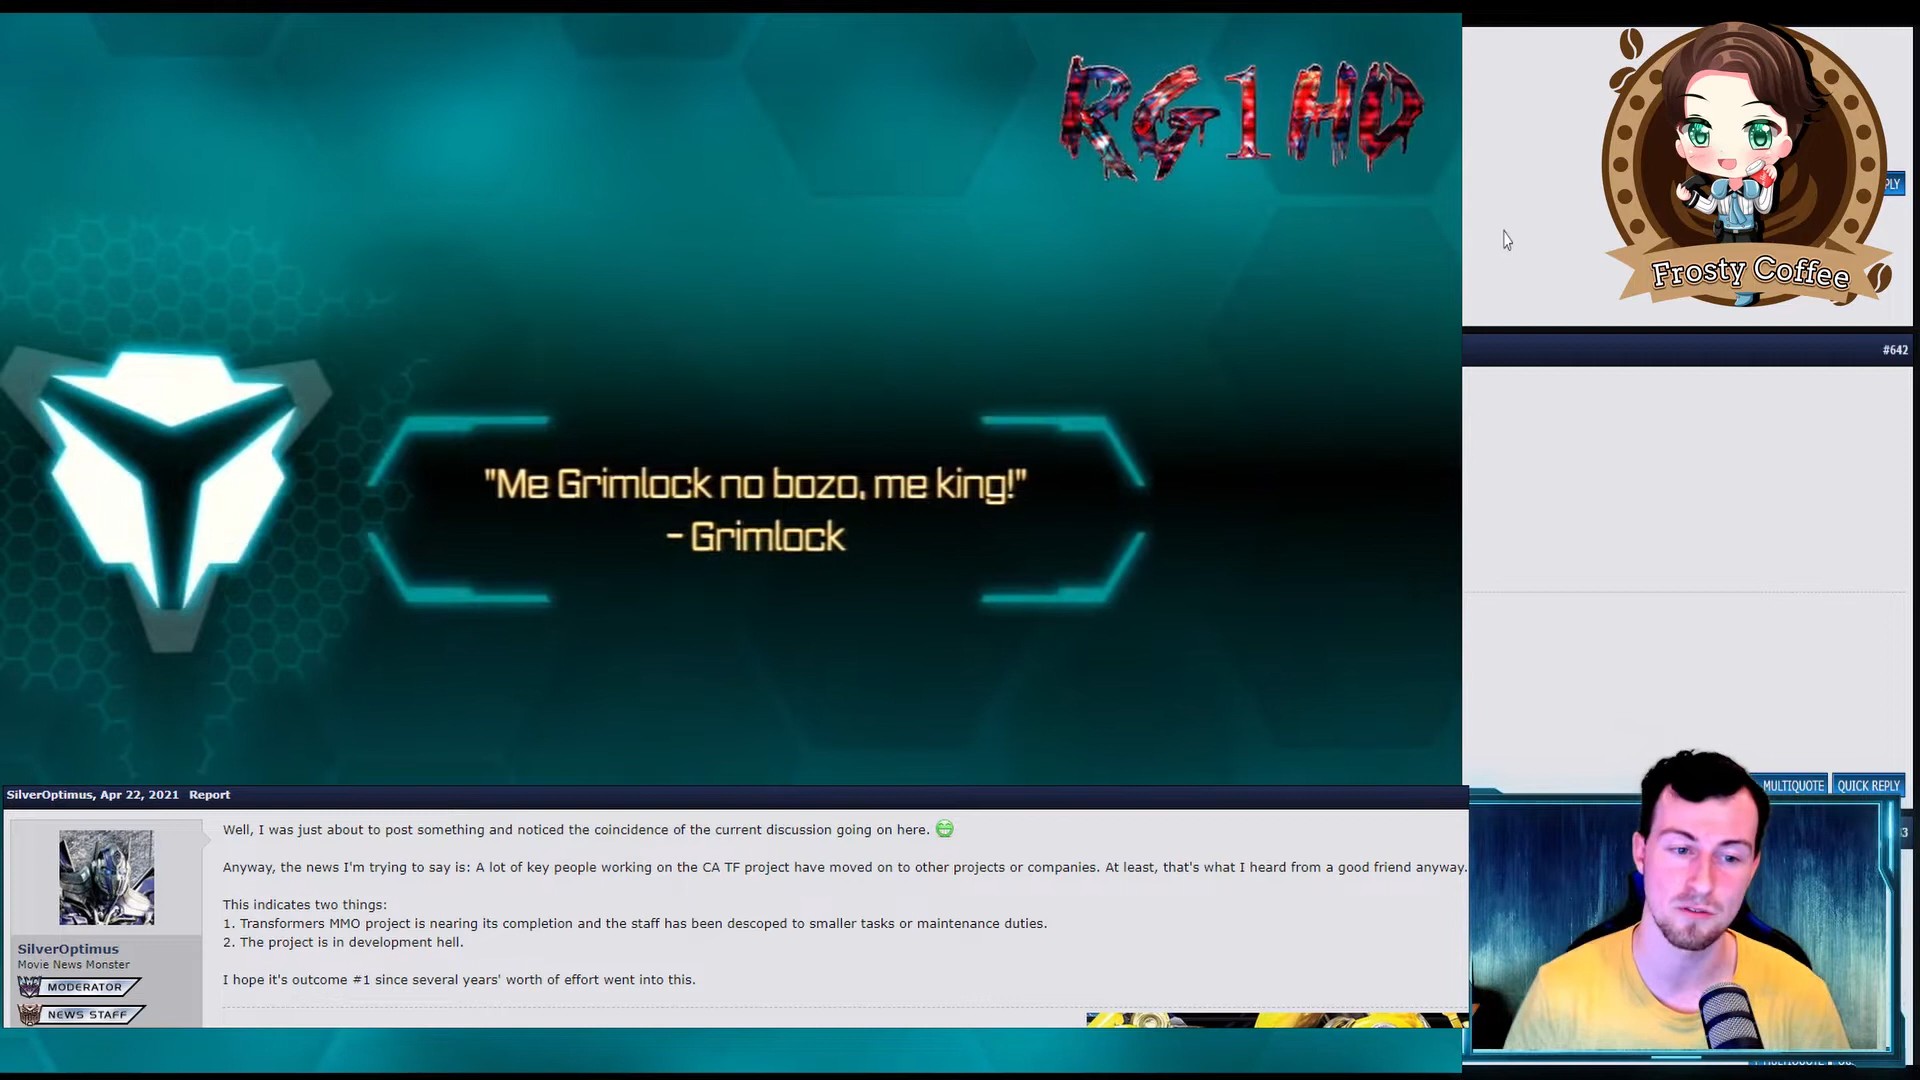 RG1HD
Frosty Coffee
PLY
#642
"Me Grimlock no bozo, me king!"
- Grimlock
MULTIQUOTE QUICK REPLY
SilverOptimus, Apr 22, 2021 Report
Well, I was just about to post something and noticed the coincidence of the current discussion going on here.
Anyway, the news I'm trying to say is: A lot of key people working on the CA TF project have moved on to other projects or companies. At least, that's what I heard from a good friend anyway.
This indicates two things:
1. Transformers MMO project is nearing its completion and the staff has been descoped to smaller tasks or maintenance duties.
2. The project is in development hell.
I hope it's outcome #1 since several years' worth of effort went into this.
SilverOptimus
Movie News Monster
MODERATOR
NEWS STAFF